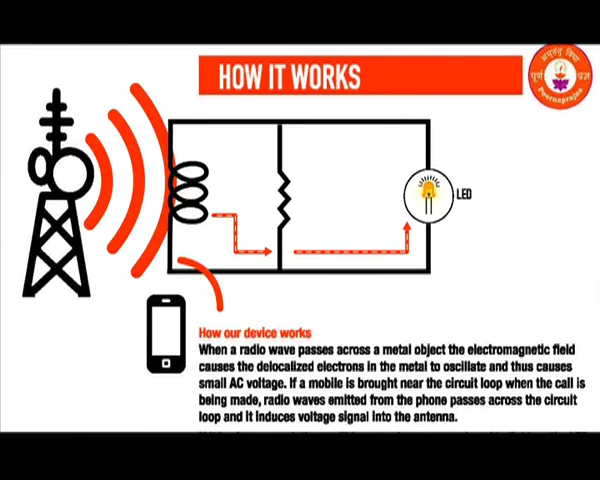 HOW IT WORKS
अमृतंतु विद्या
पूर्ण प्रज्ञ
Poornaprajna
LED
How our device works
When a radio wave passes across a metal object the electromagnetic field
causes the delocalized electrons in the metal to oscillate and thus causes
small AC voltage. If a mobile is brought near the circuit loop when the call is
being made, radio waves emitted from the phone passes across the circuit
loop and it induces voltage signal into the antenna.